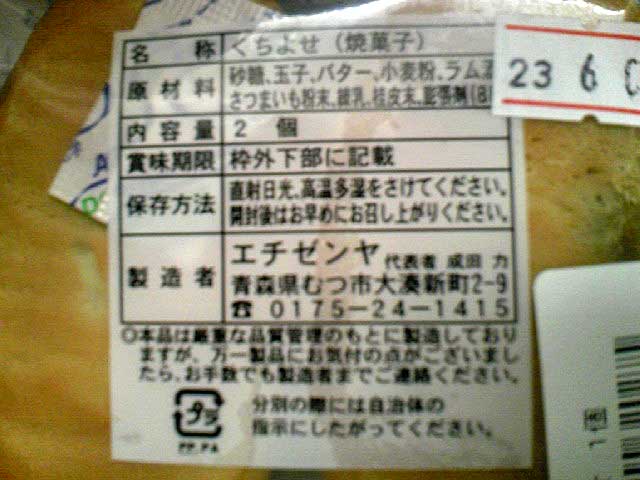 名称 くちよせ(焼菓子)
原材料 砂糖、玉子、バター、小麦粉、ラム酒
さつまいも粉末、練乳、桂皮末、膨張剤(
内容量 2個
賞味期限 枠外下部に記載
保存方法 直射日光、高温多湿をさけてください。
開封後はお早めにお召し上がりください。
製造者 エチゼンヤ 代表者 成田 力
青森県むつ市大湊新町2-9
☎ 0175-24-1415
○本品は厳重な品質管理のもとに製造しており
ますが、万一製品にお気付の点がございまし
たら、お手数でも製造者までご連絡ください。
プラ
PP,PA
分別の際には自治体の
指示にしたがってください。
23 6
1個